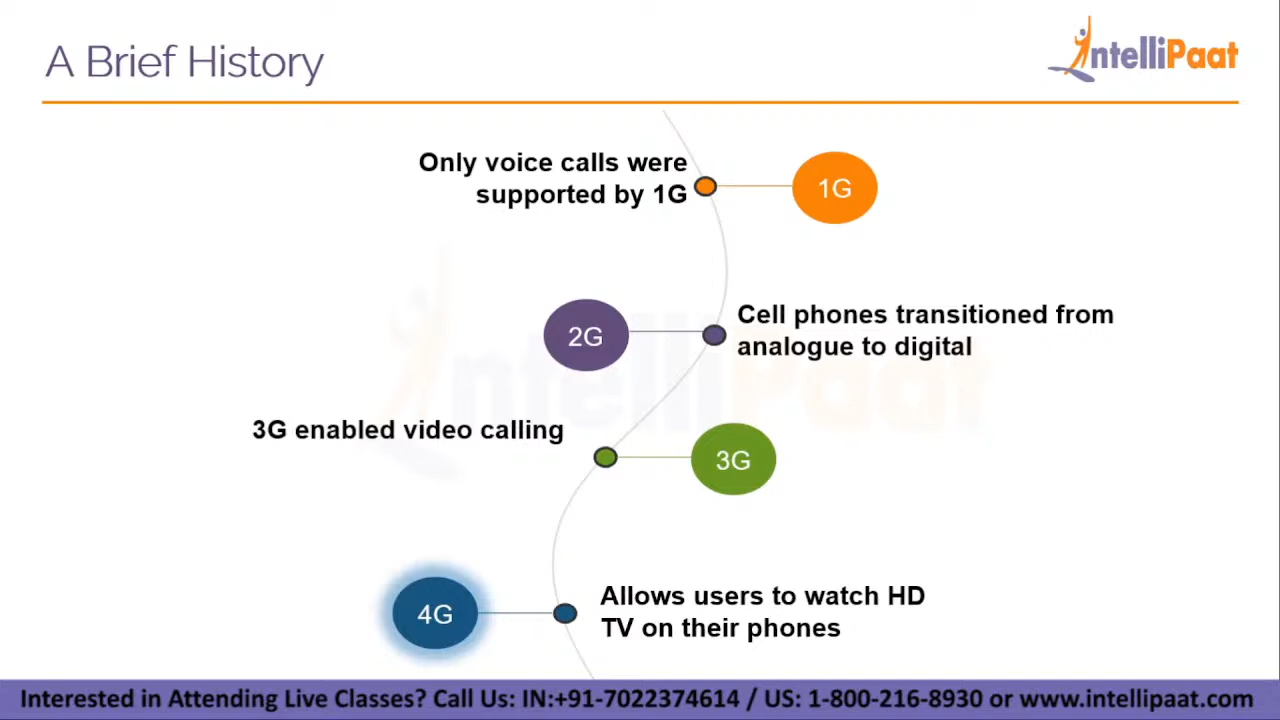 A Brief History
IntelliPaat
Only voice calls were
supported by 1G
1G
2G
Cell phones transitioned from
analogue to digital
3G enabled video calling
3G
4G
Allows users to watch HD
TV on their phones
IntelliPaat
Interested in Attending Live Classes? Call Us: IN:+91-7022374614 / US: 1-800-216-8930 or www.intellipaat.com